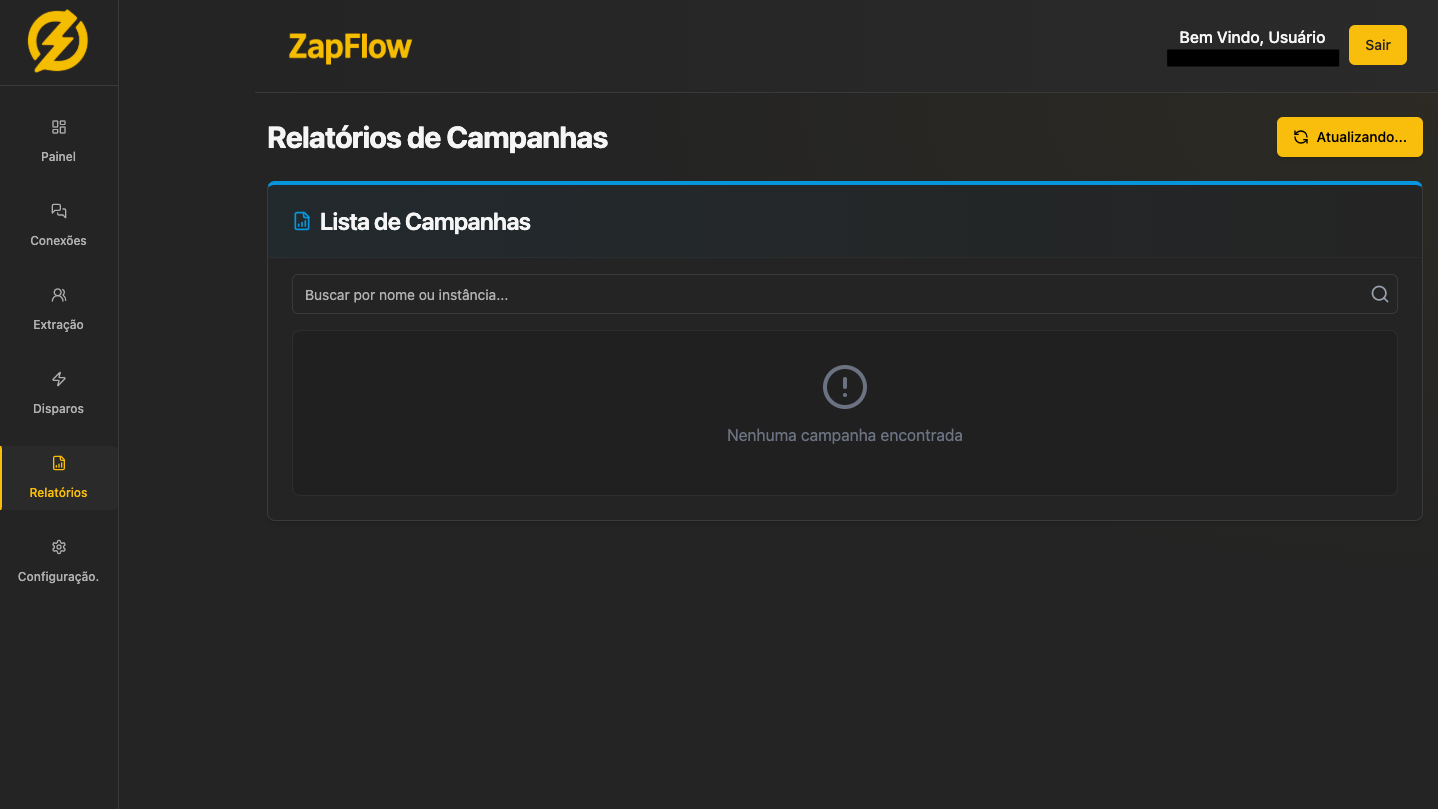 ZapFlow
Bem Vindo, Usuário
Sair
Painel
Conexões
Extração
Disparos
Relatórios
Configuração.
Relatórios de Campanhas
Atualizando...
Lista de Campanhas
Buscar por nome ou instância...
Nenhuma campanha encontrada